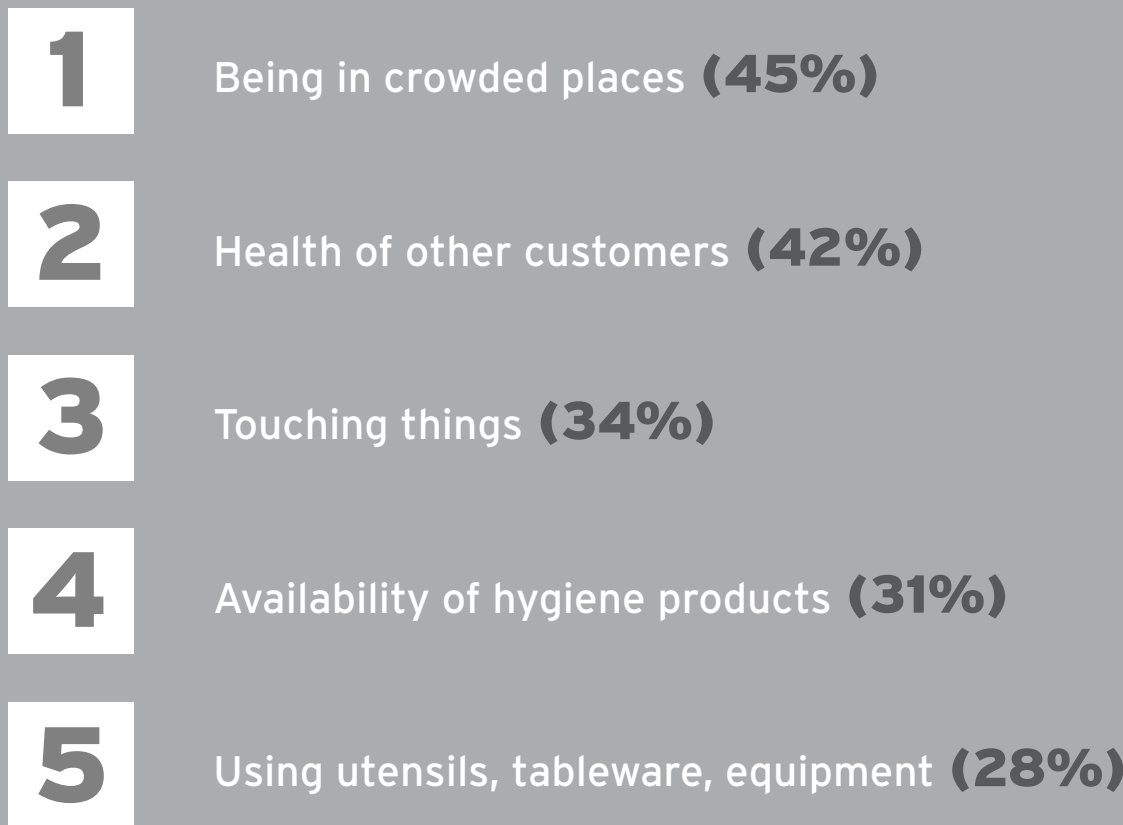 1 Being in crowded places (45%)
2 Health of other customers (42%)
3 Touching things (34%)
4 Availability of hygiene products (31%)
5 Using utensils, tableware, equipment (28%)